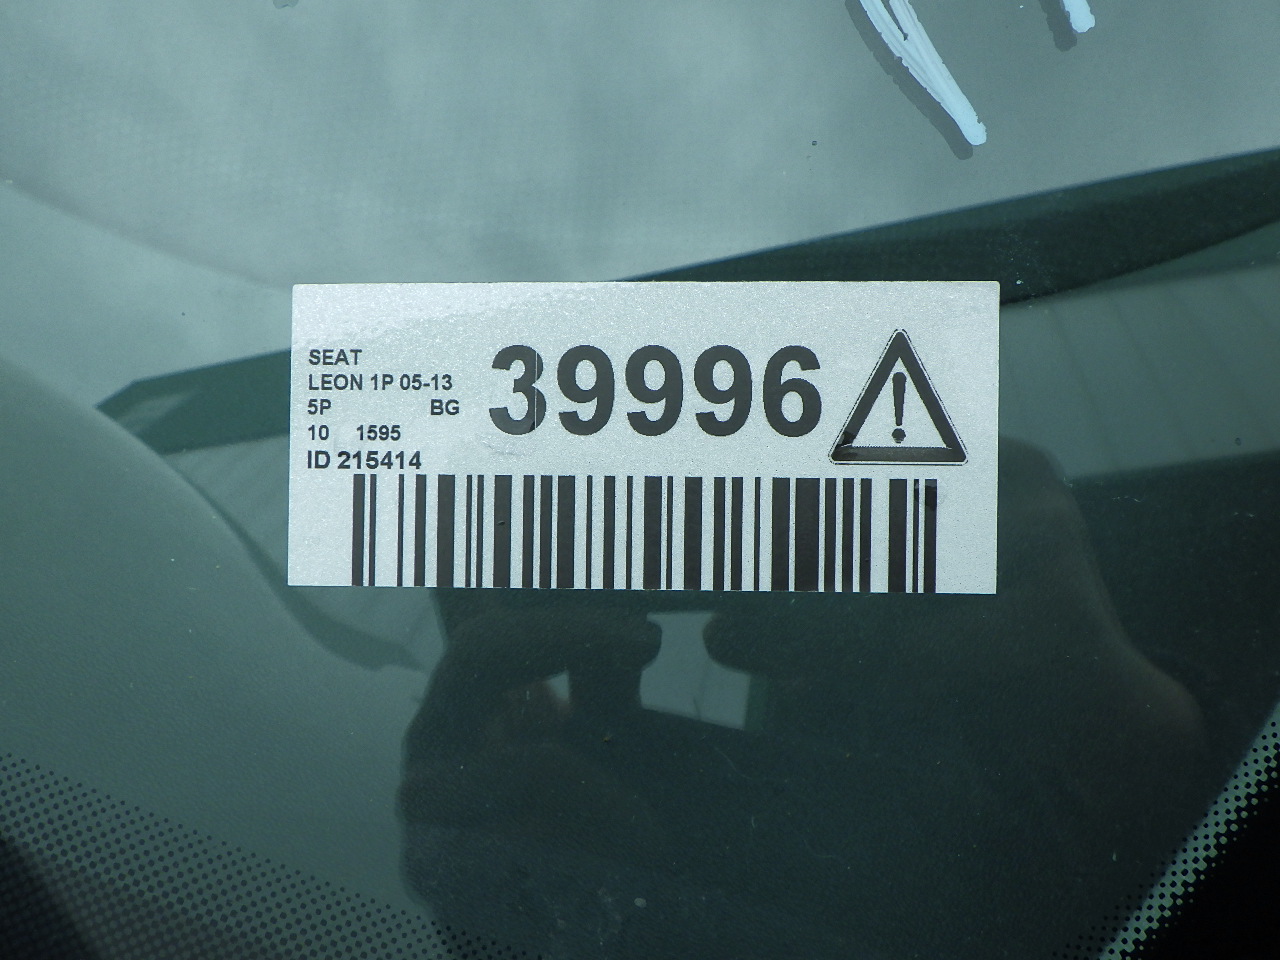 SEAT
LEON 1P 05-13
5P BG
10 1595
ID 215414
39996